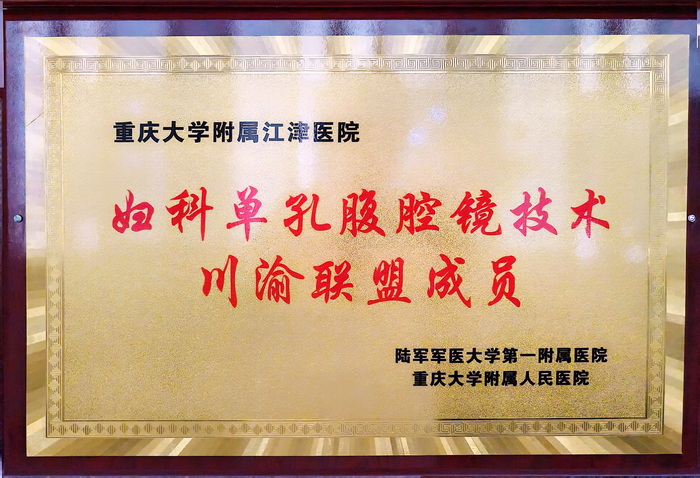 重庆大学附属江津医院
妇科单孔腹腔镜技术
川渝联盟成员
陆军军医大学第一附属医院
重庆大学附属人民医院